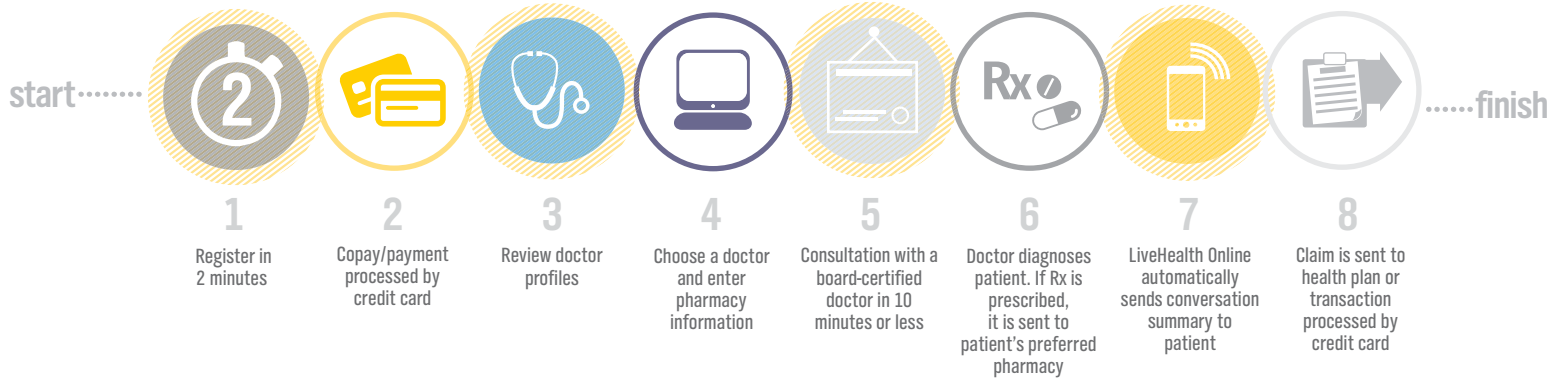 start
2
Rx
finish
1
Register in
2 minutes
2
Copay/payment
processed by
credit card
3
Review doctor
profiles
4
Choose a doctor
and enter
pharmacy
information
5
Consultation with a
board-certified
doctor in 10
minutes or less
6
Doctor diagnoses
patient. If Rx is
prescribed,
it is sent to
patient's preferred
pharmacy
7
LiveHealth Online
automatically
sends conversation
summary to
patient
8
Claim is sent to
health plan or
transaction
processed by
credit card